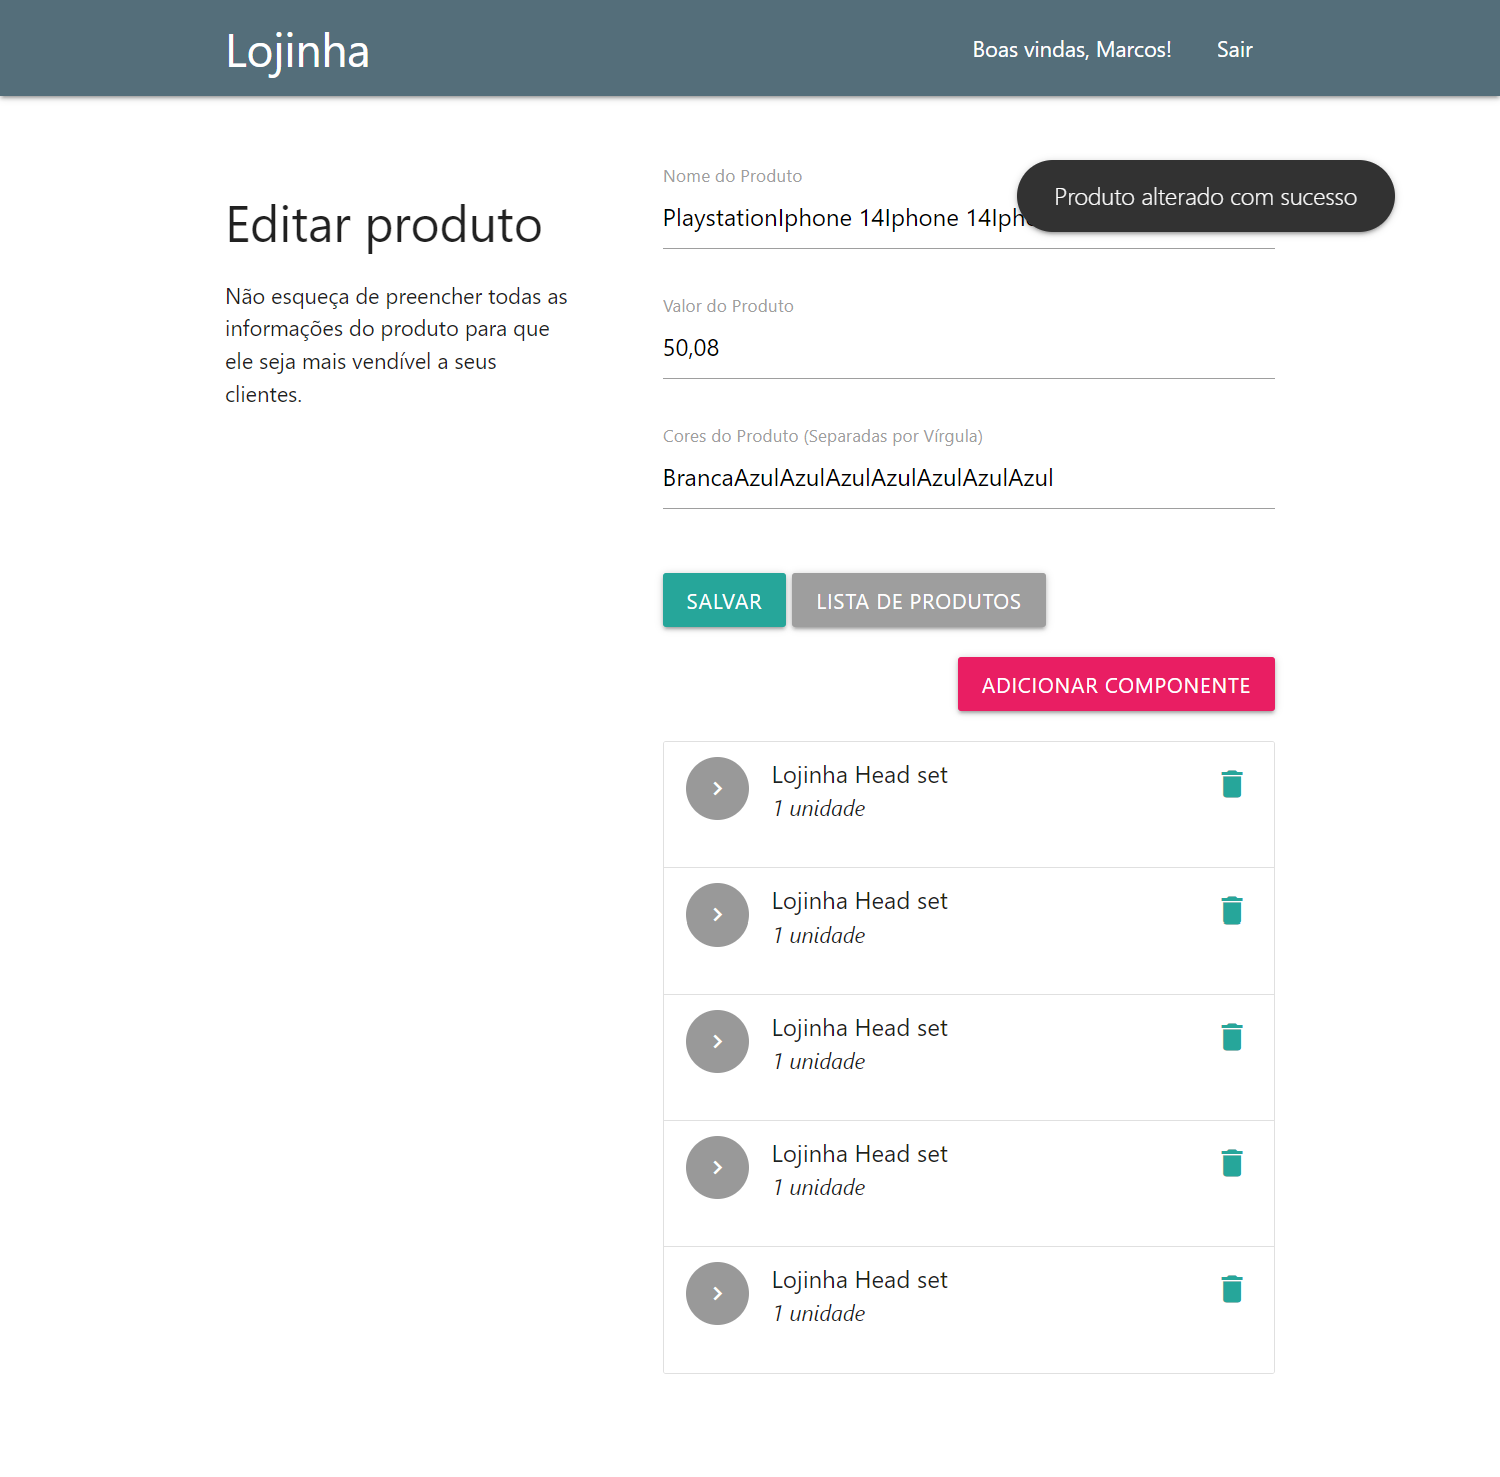 Lojinha
Boas vindas, Marcos!
Sair
Editar produto
Não esqueça de preencher todas as
informações do produto para que
ele seja mais vendível a seus
clientes.
Nome do Produto
PlaystationIphone 14Iphone 14Iph
Produto alterado com sucesso
Valor do Produto
50,08
Cores do Produto (Separadas por Vírgula)
BrancaAzulAzulAzulAzulAzulAzulAzul
SALVAR
LISTA DE PRODUTOS
ADICIONAR COMPONENTE
Lojinha Head set
1 unidade
Lojinha Head set
1 unidade
Lojinha Head set
1 unidade
Lojinha Head set
1 unidade
Lojinha Head set
1 unidade